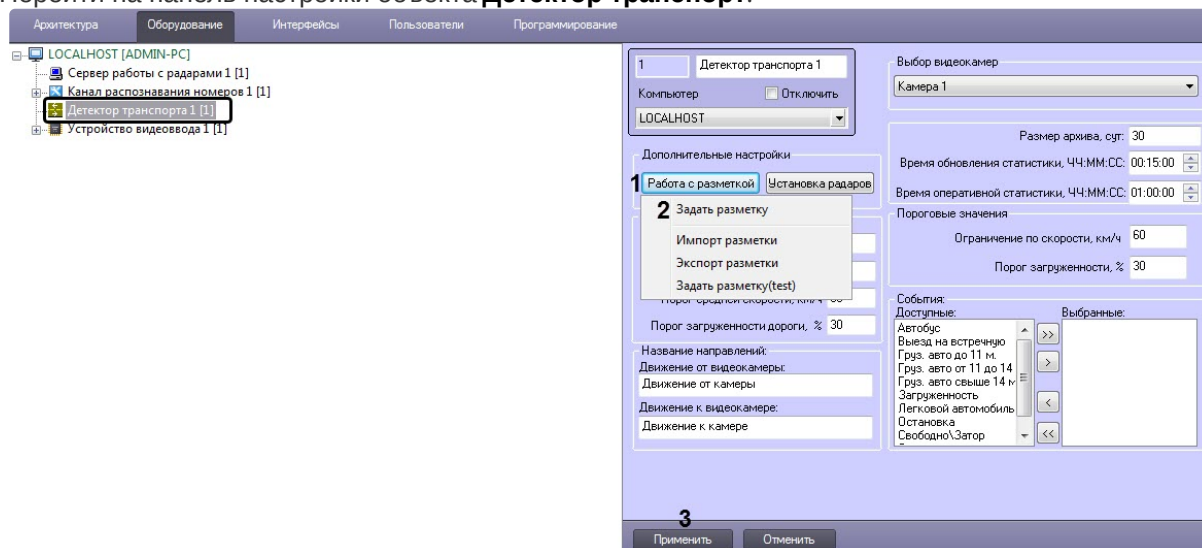 Перейти на панель настройки объекта Детектор транспорт.
Архитектура Оборудование Интерфейсы Пользователи Программирование
LOCALHOST [ADMIN-PC]
Сервер работы с радарами 1 [1]
Канал распознавания номеров 1 [1]
Детектор транспорта 1 [1]
Устройство видеоввода 1 [1]
1 Детектор транспорта 1
Компьютер Отключить
LOCALHOST
Дополнительные настройки
1 Работа с разметкой Установка радаров
2 Задать разметку
Импорт разметки
Экспорт разметки
Задать разметку(test)
Порог загруженности дороги, % 30
Название направлений:
Движение от видеокамеры:
Движение от камеры
Движение к видеокамере:
Движение к камере
Выбор видеокамер
Камера 1
Размер архива, сут: 30
Время обновления статистики, ЧЧ:ММ:СС: 00:15:00
Время оперативной статистики, ЧЧ:ММ:СС: 01:00:00
Пороговые значения
Ограничение по скорости, км/ч 60
Порог загруженности, % 30
События:
Доступные: Выбранные:
Автобус
Выезд на встречную
Груз. авто до 11 м.
Груз. авто от 11 до 14
Груз. авто свыше 14 м
Загруженность
Легковой автомобиль
Остановка
Свободно\Затор
>>
>
<
<<
3
Применить Отменить